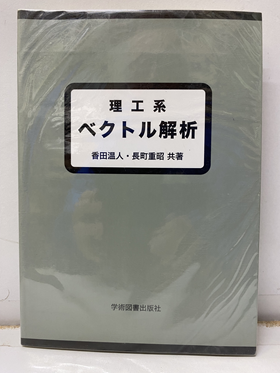 理工系
ベクトル解析
香田温人・長町重昭 共著
学術図書出版社